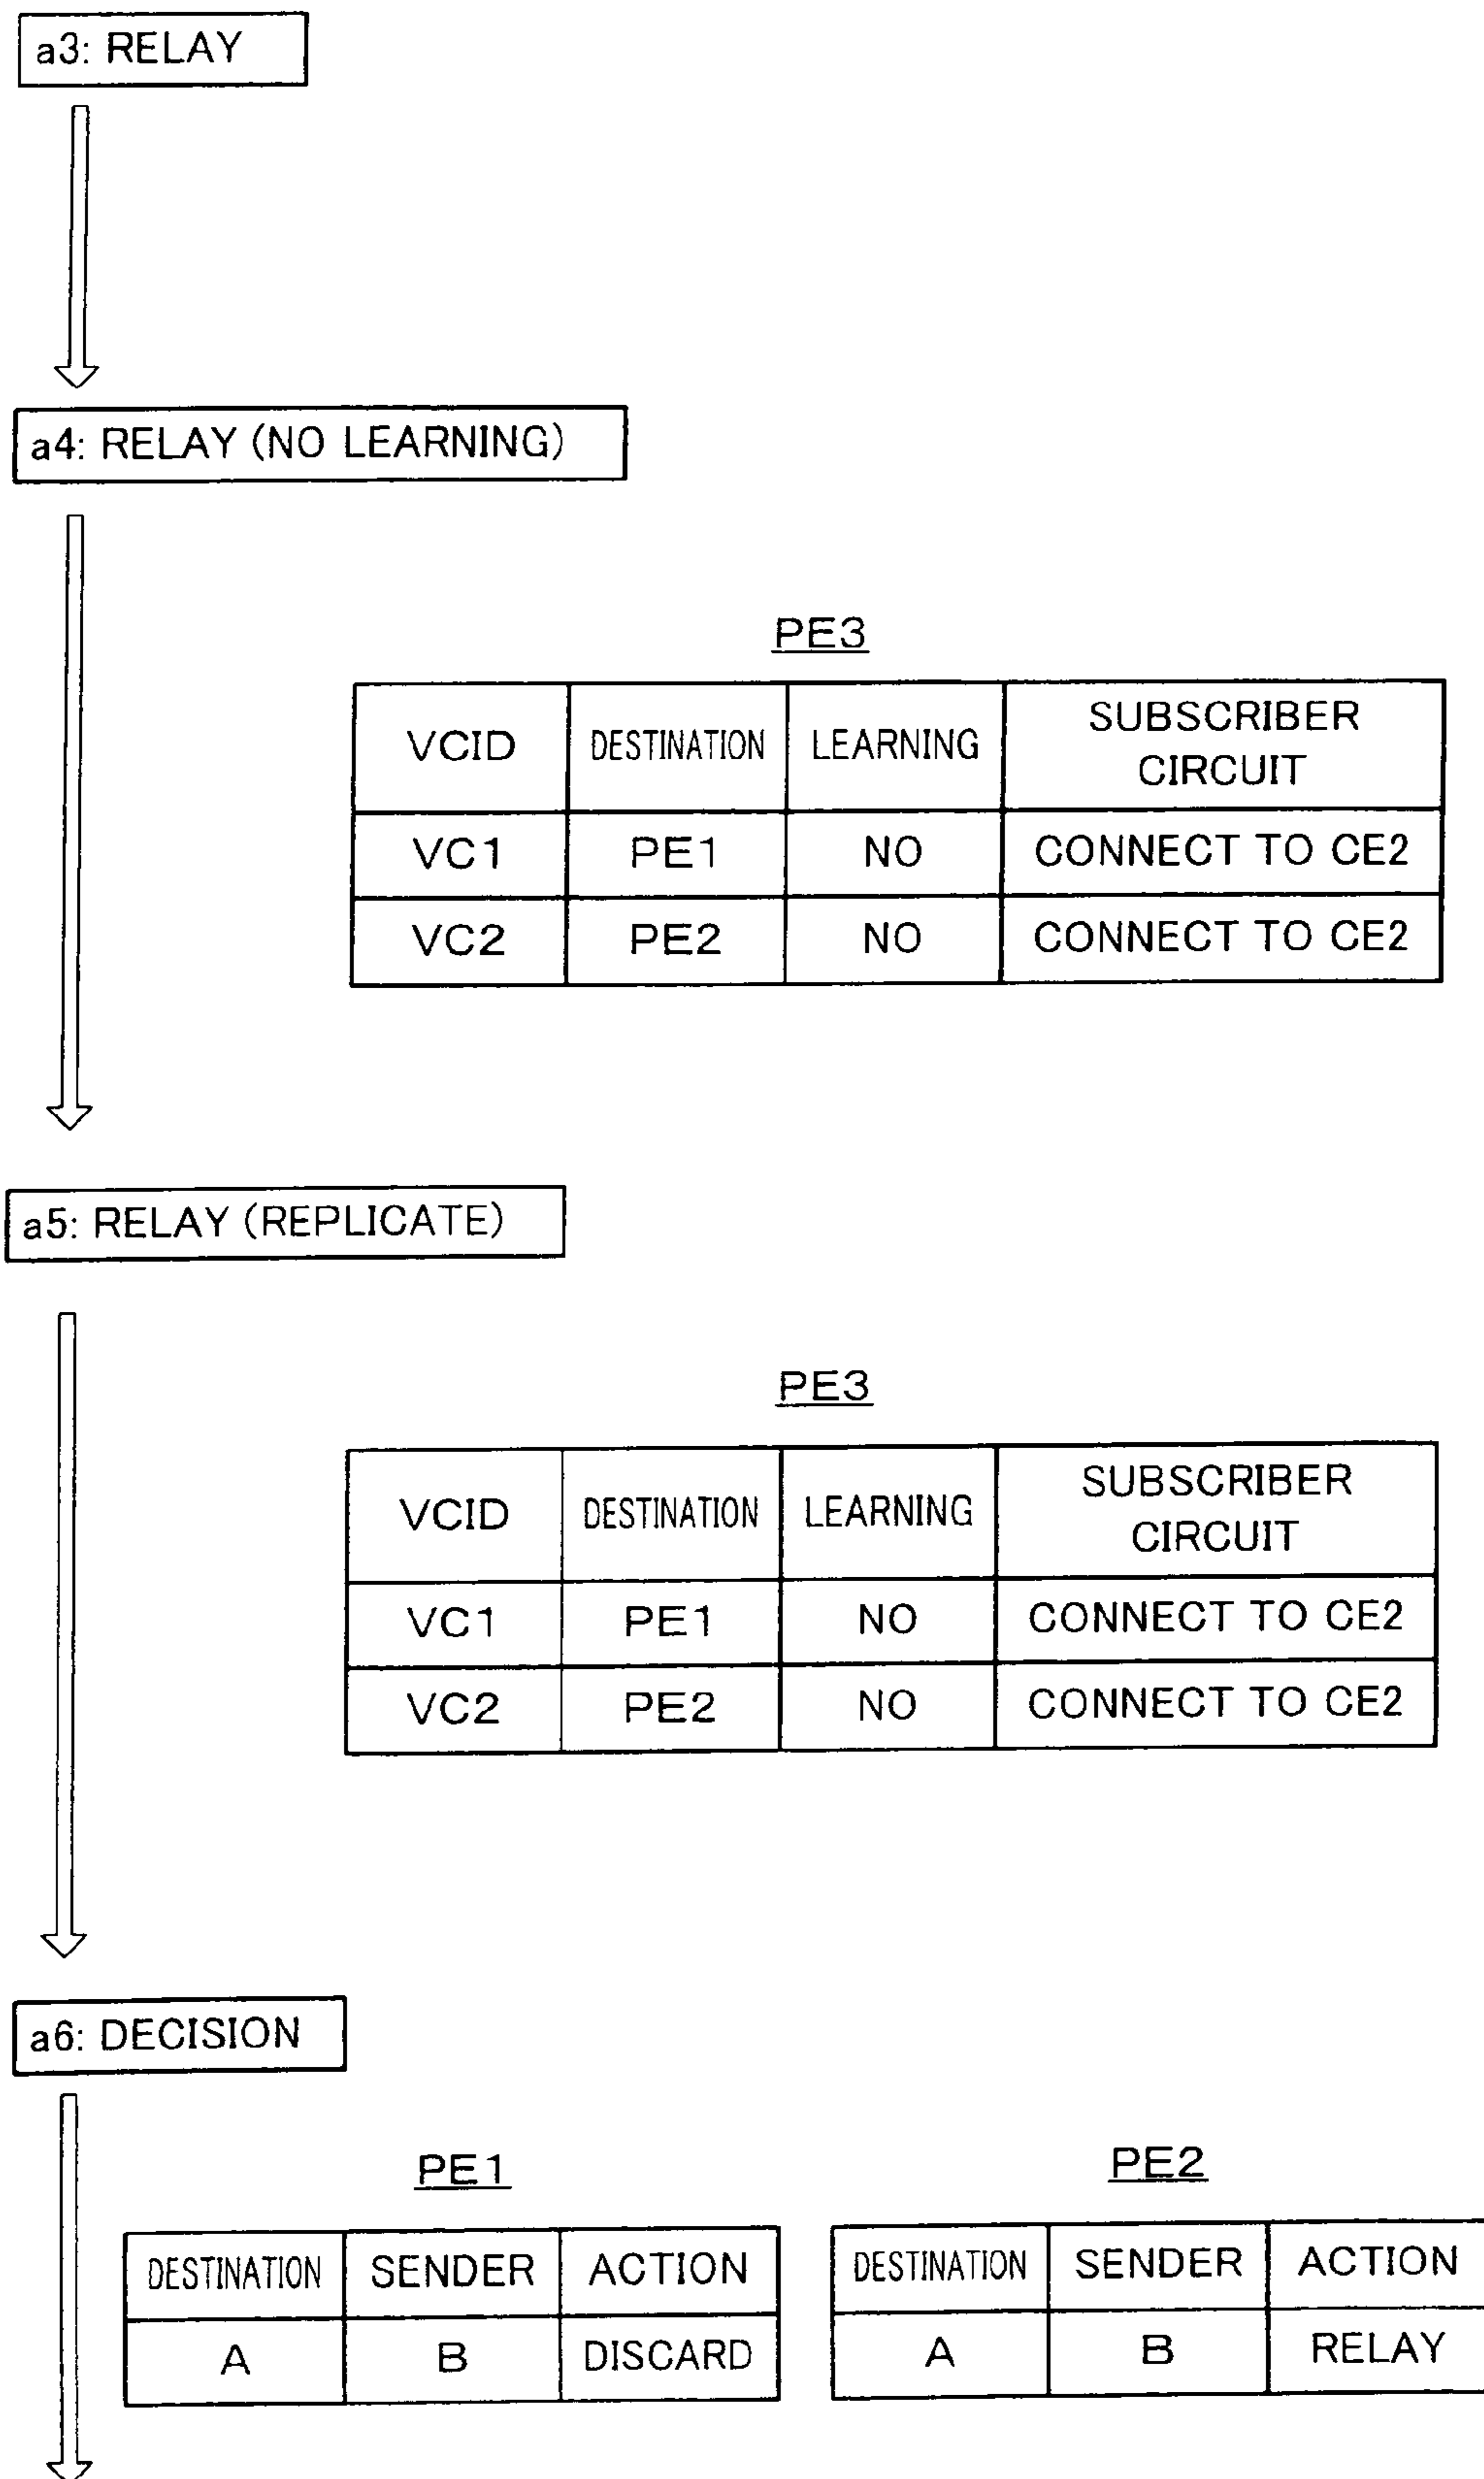 a3: RELAY
a4: RELAY (NO LEARNING)
PE3
VCID DESTINATION LEARNING SUBSCRIBER CIRCUIT
VC1 PE1 NO CONNECT TO CE2
VC2 PE2 NO CONNECT TO CE2
a5: RELAY (REPLICATE)
PE3
VCID DESTINATION LEARNING SUBSCRIBER CIRCUIT
VC1 PE1 NO CONNECT TO CE2
VC2 PE2 NO CONNECT TO CE2
a6: DECISION
PE1
DESTINATION SENDER ACTION
A B DISCARD
PE2
DESTINATION SENDER ACTION
A B RELAY